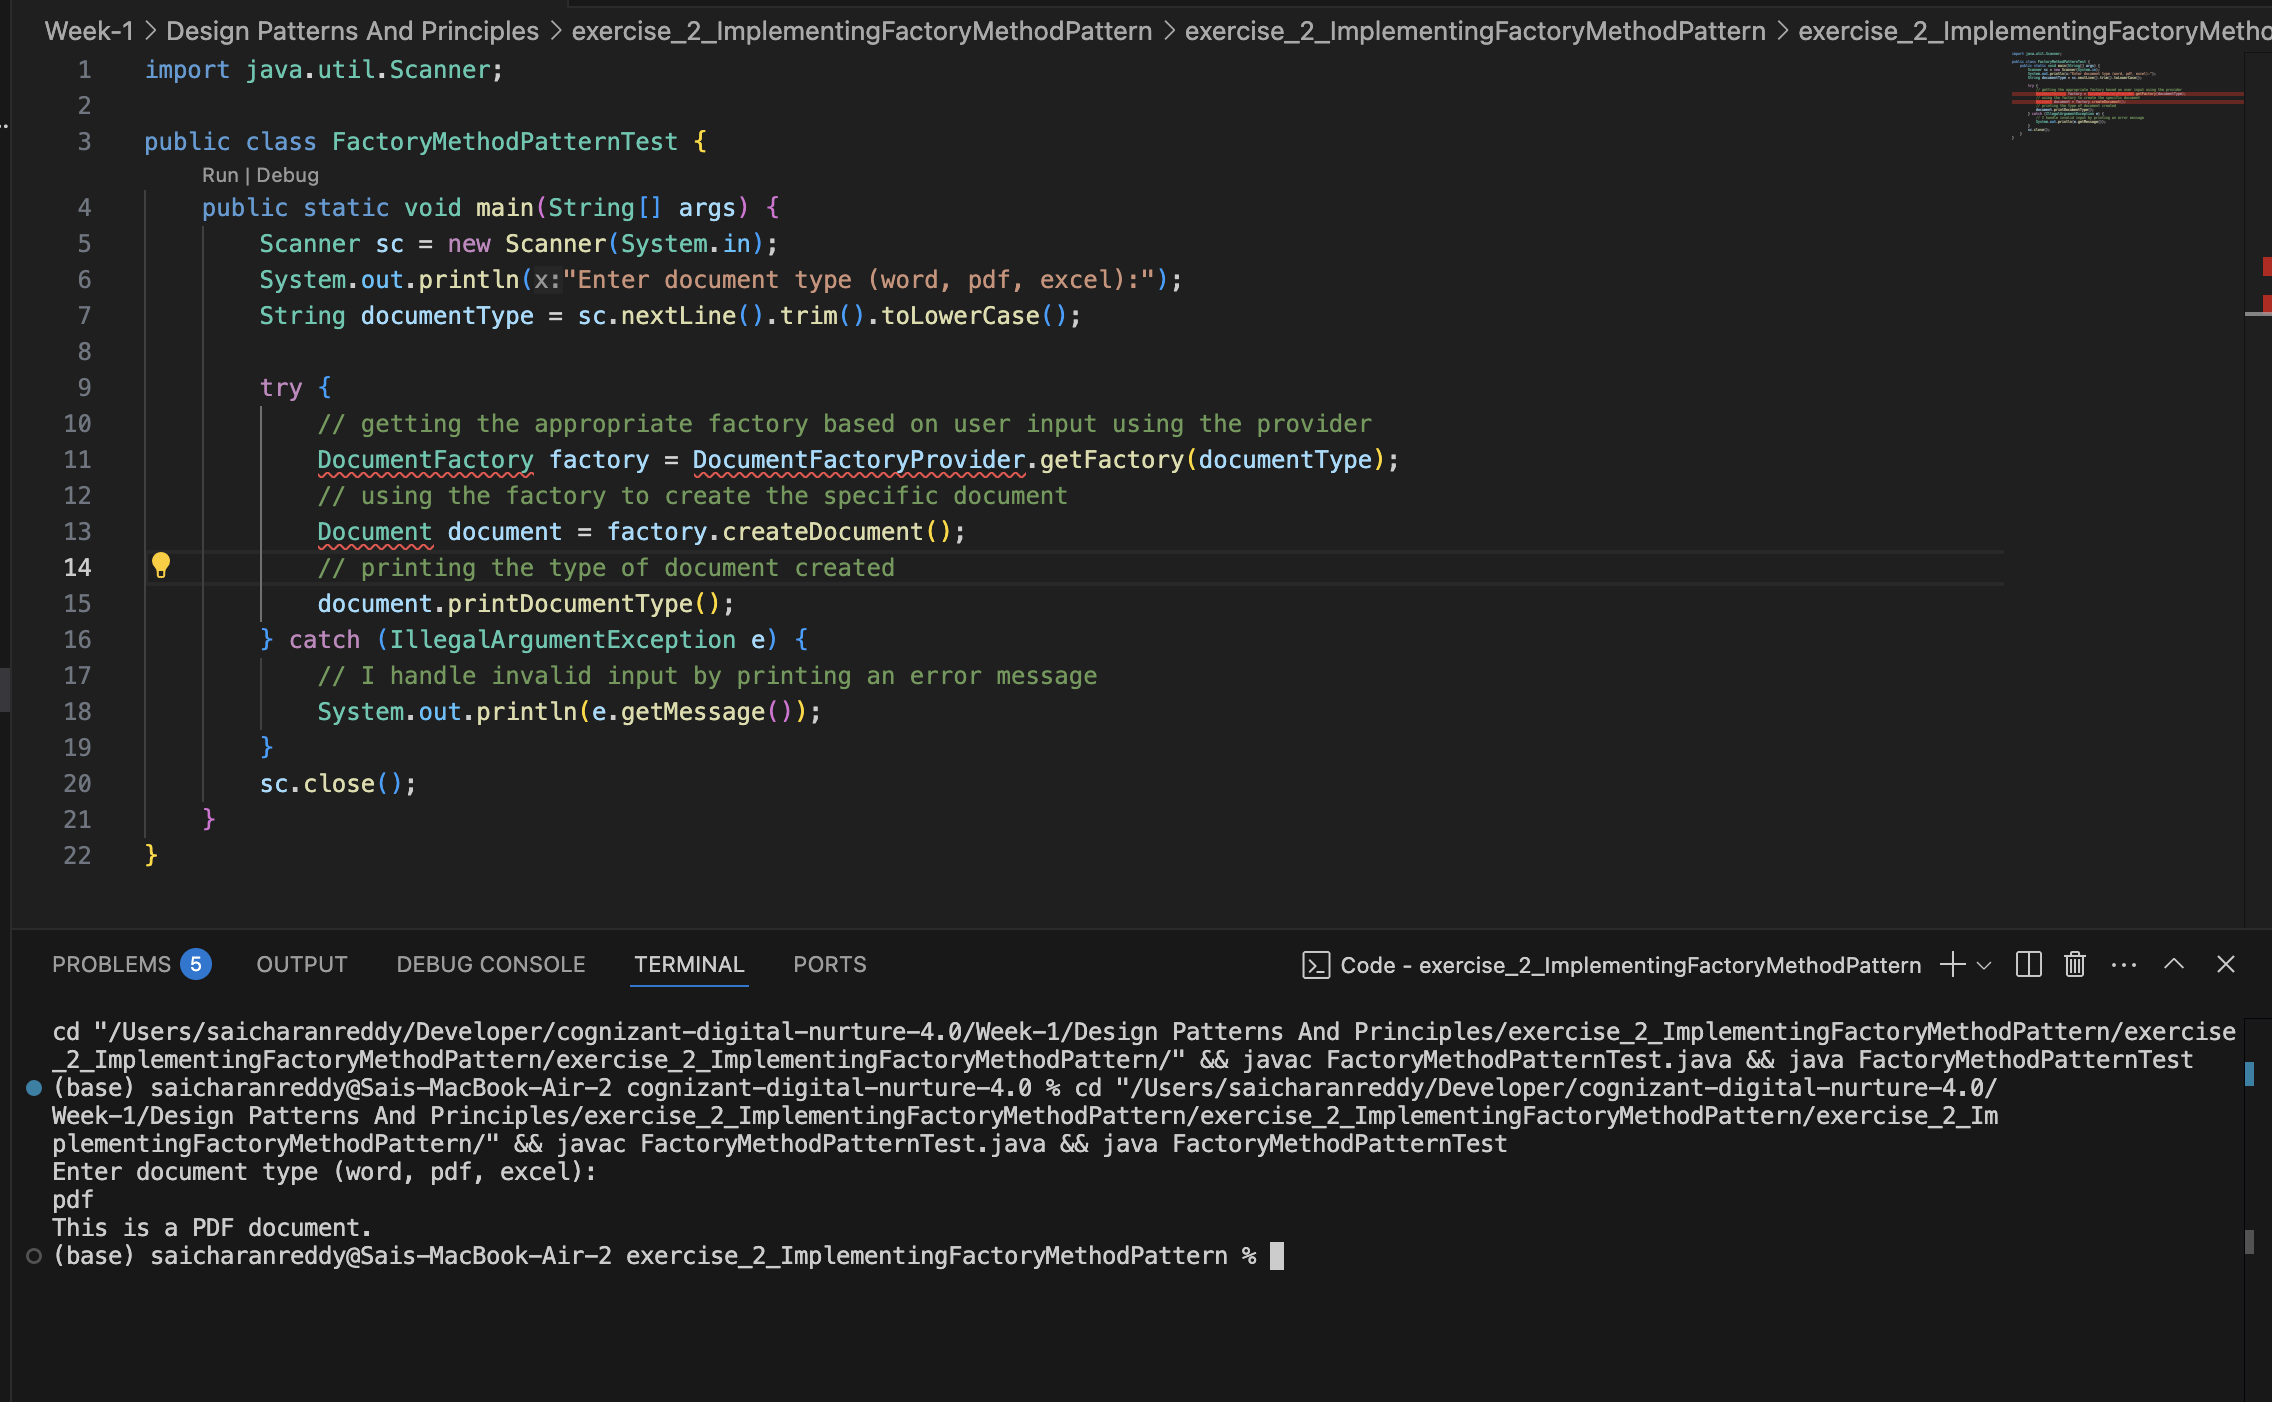 Week-1 > Design Patterns And Principles > exercise_2_ImplementingFactoryMethodPattern > exercise_2_ImplementingFactoryMethodPattern > exercise_2_ImplementingFactoryMetho
1 import java.util.Scanner;
2
3 public class FactoryMethodPatternTest {
Run | Debug
4 public static void main(String[] args) {
5 Scanner sc = new Scanner(System.in);
6 System.out.println(x:"Enter document type (word, pdf, excel):");
7 String documentType = sc.nextLine().trim().toLowerCase();
8
9 try {
10 // getting the appropriate factory based on user input using the provider
11 DocumentFactory factory = DocumentFactoryProvider.getFactory(documentType);
12 // using the factory to create the specific document
13 Document document = factory.createDocument();
14 // printing the type of document created
15 document.printDocumentType();
16 } catch (IllegalArgumentException e) {
17 // I handle invalid input by printing an error message
18 System.out.println(e.getMessage());
19 }
20 sc.close();
21 }
22 }
PROBLEMS 5 OUTPUT DEBUG CONSOLE TERMINAL PORTS Code - exercise_2_ImplementingFactoryMethodPattern
cd "/Users/saicharanreddy/Developer/cognizant-digital-nurture-4.0/Week-1/Design Patterns And Principles/exercise_2_ImplementingFactoryMethodPattern/exercise
_2_ImplementingFactoryMethodPattern/exercise_2_ImplementingFactoryMethodPattern/" && javac FactoryMethodPatternTest.java && java FactoryMethodPatternTest
(base) saicharanreddy@Sais-MacBook-Air-2 cognizant-digital-nurture-4.0 % cd "/Users/saicharanreddy/Developer/cognizant-digital-nurture-4.0/
Week-1/Design Patterns And Principles/exercise_2_ImplementingFactoryMethodPattern/exercise_2_ImplementingFactoryMethodPattern/exercise_2_Im
plementingFactoryMethodPattern/" && javac FactoryMethodPatternTest.java && java FactoryMethodPatternTest
Enter document type (word, pdf, excel):
pdf
This is a PDF document.
(base) saicharanreddy@Sais-MacBook-Air-2 exercise_2_ImplementingFactoryMethodPattern %